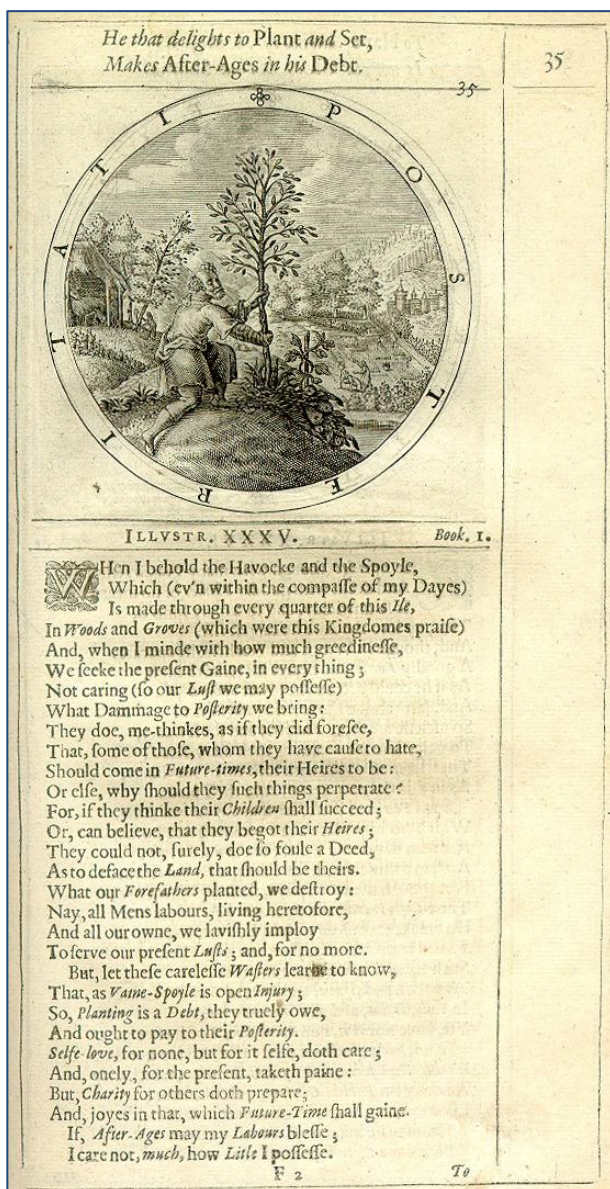 He that delights to Plant and Set,
Makes After-Ages in his Debt.
35
35
POSTERITATI
ILLVSTR. XXXV. Book. 1.
WHen I behold the Havocke and the Spoyle,
Which (ev'n within the compaſſe of my Dayes)
Is made through every quarter of this Ile,
In Woods and Groves (which were this Kingdomes praiſe)
And, when I minde with how much greedineſſe,
We ſeeke the preſent Gaine, in every thing;
Not caring (ſo our Luſt we may poſſeſſe)
What Dammage to Poſterity we bring:
They doe, me-thinkes, as if they did foreſee,
That, ſome of thoſe, whom they have cauſe to hate,
Should come in Future-times, their Heires to be:
Or elſe, why ſhould they ſuch things perpetrate?
For, if they thinke their Children ſhall ſucceed;
Or, can believe, that they begot their Heires;
They could not, ſurely, doe ſo foule a Deed,
As to deface the Land, that ſhould be theirs.
What our Forefathers planted, we deſtroy:
Nay, all Mens labours, living heretofore,
And all our owne, we laviſhly imploy
To ſerve our preſent Luſts; and, for no more.
But, let theſe careleſſe Waſters learne to know,
That, as Vaine-Spoyle is open Injury;
So, Planting is a Debt, they truely owe,
And ought to pay to their Poſterity.
Selfe-love, for none, but for it ſelfe, doth care;
And, onely, for the preſent, taketh paine:
But, Charity for others doth prepare;
And, joyes in that, which Future-Time ſhall gaine.
If, After-Ages may my Labours bleſſe;
I care not, much, how Litle I poſſeſſe.
F 2 To